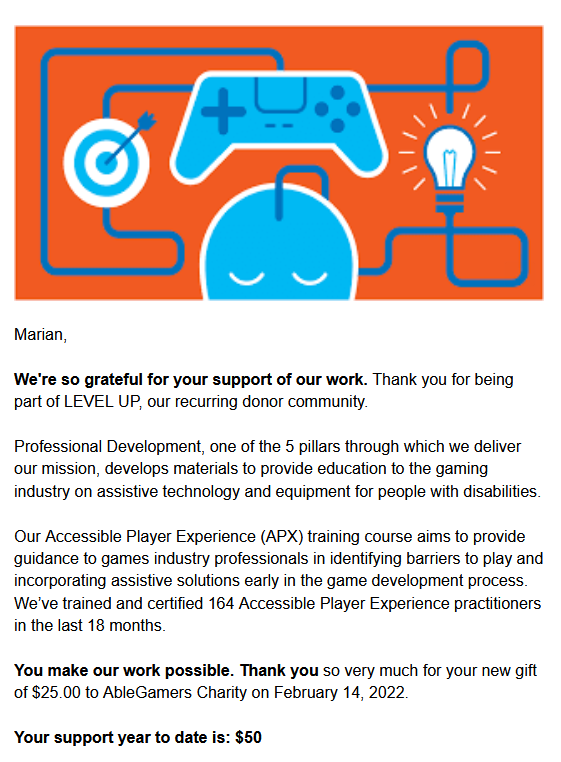 Marian,
We're so grateful for your support of our work. Thank you for being
part of LEVEL UP, our recurring donor community.
Professional Development, one of the 5 pillars through which we deliver
our mission, develops materials to provide education to the gaming
industry on assistive technology and equipment for people with disabilities.
Our Accessible Player Experience (APX) training course aims to provide
guidance to games industry professionals in identifying barriers to play and
incorporating assistive solutions early in the game development process.
We’ve trained and certified 164 Accessible Player Experience practitioners
in the last 18 months.
You make our work possible. Thank you so very much for your new gift
of $25.00 to AbleGamers Charity on February 14, 2022.
Your support year to date is: $50